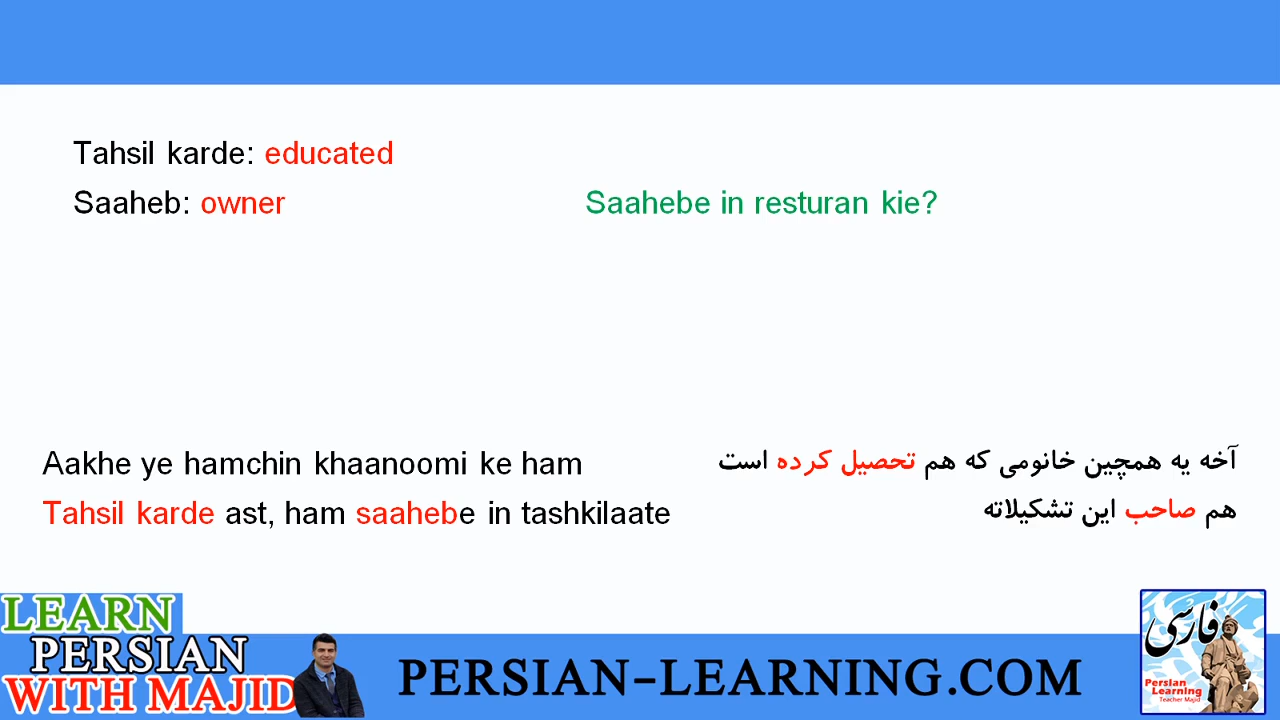 Tahsil karde: educated
Saaheb: owner
Saahebe in resturan kie?
Aakhe ye hamchin khaanoomi ke ham
Tahsil karde ast, ham saahebe in tashkilaate
آخه یه همچین خانومی که هم تحصیل کرده است
هم صاحب این تشکیلاته
LEARN
PERSIAN
WITH MAJID
PERSIAN-LEARNING.COM
فارسی
Persian
Learning
Teacher Majid